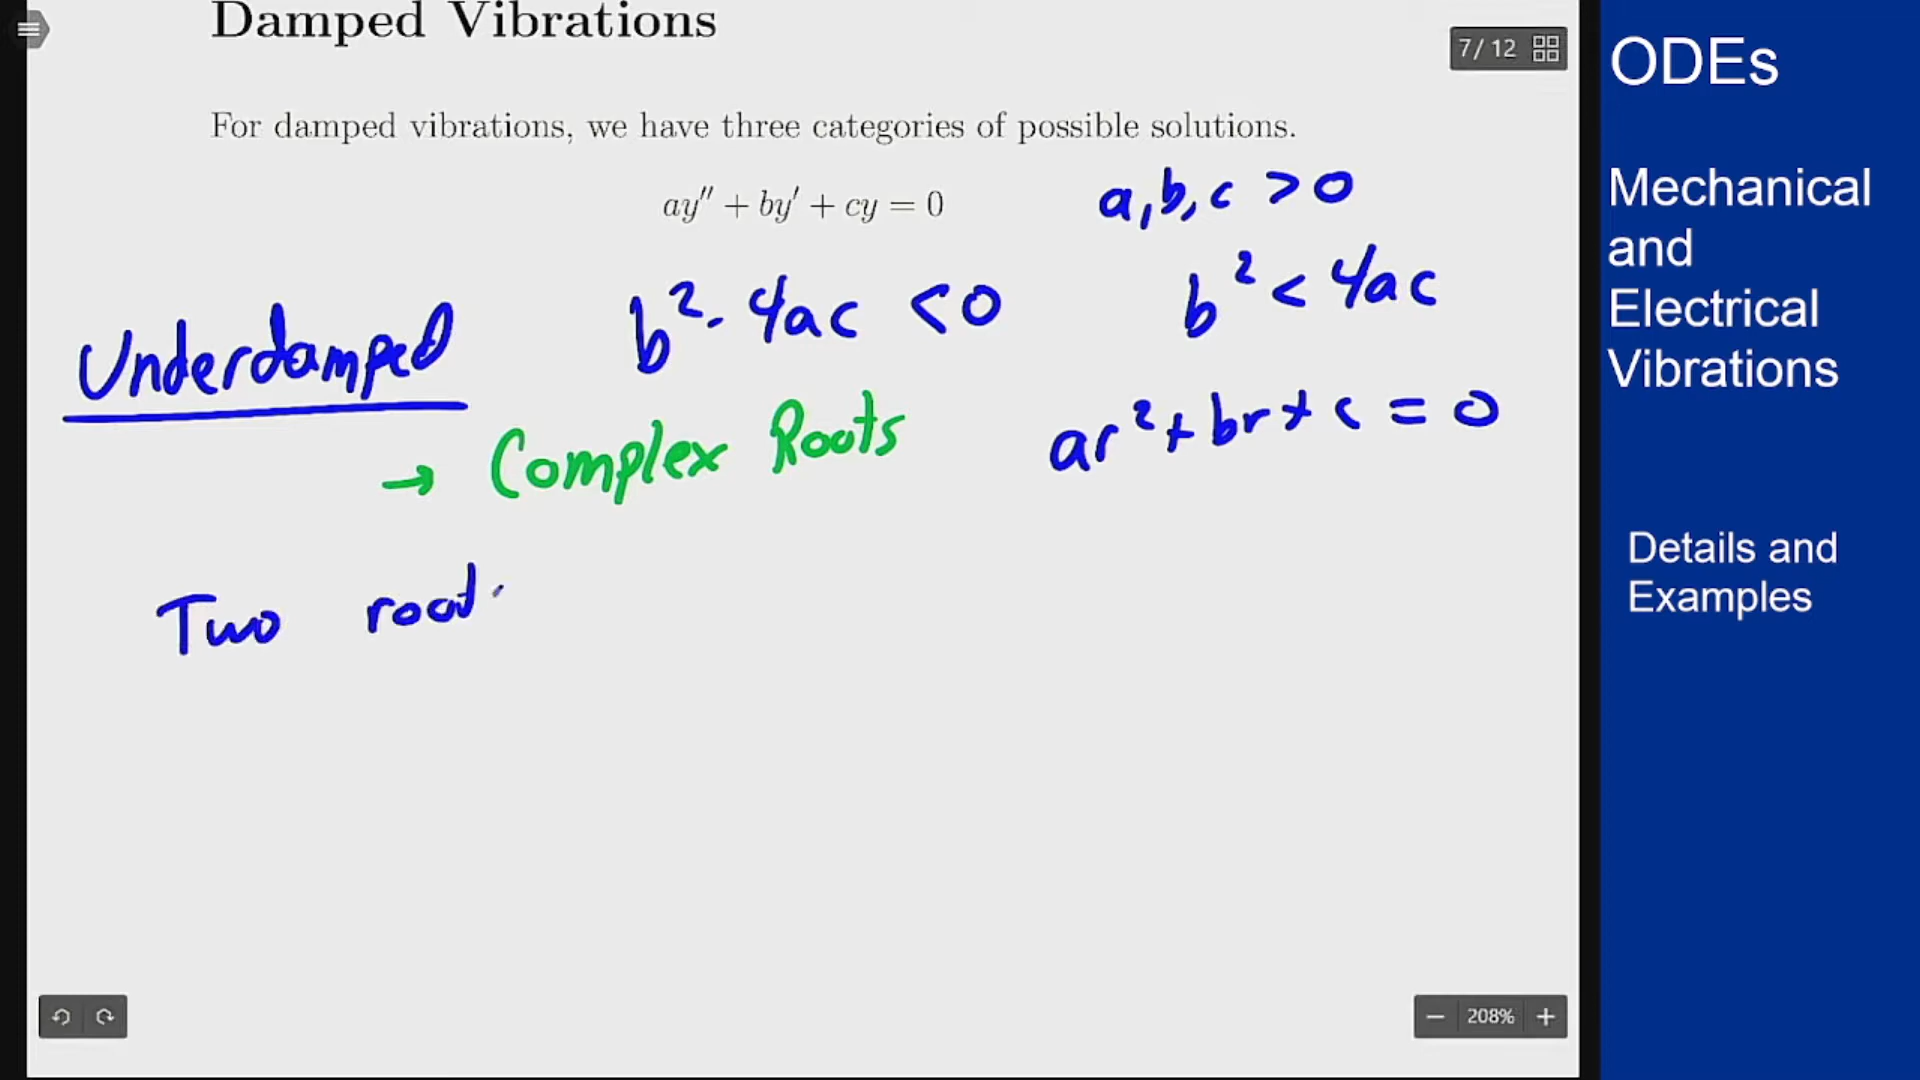 Damped Vibrations
7 / 12
For damped vibrations, we have three categories of possible solutions.
ay'' + by' + cy = 0
a, b, c > 0
Underdamped
b² - 4ac < 0
b² < 4ac
→ Complex Roots
ar² + br + c = 0
Two root
208%
ODEs
Mechanical
and
Electrical
Vibrations
Details and
Examples